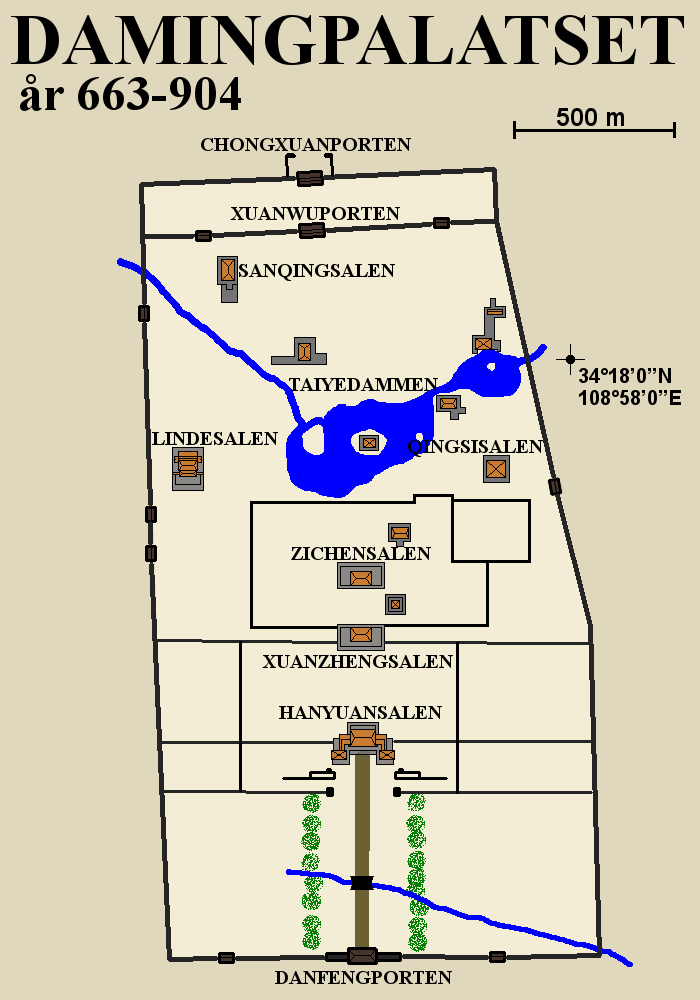 DAMINGPALATSET
år 663-904
500 m
CHONGXUANPORTEN
XUANWUPORTEN
SANQINGSALEN
34°18'0’’N
108°58'0’’E
TAIYEDAMMEN
LINDESALEN
QINGSISALEN
ZICHENSALEN
XUANZHENGSALEN
HANYUANSALEN
DANFENGPORTEN